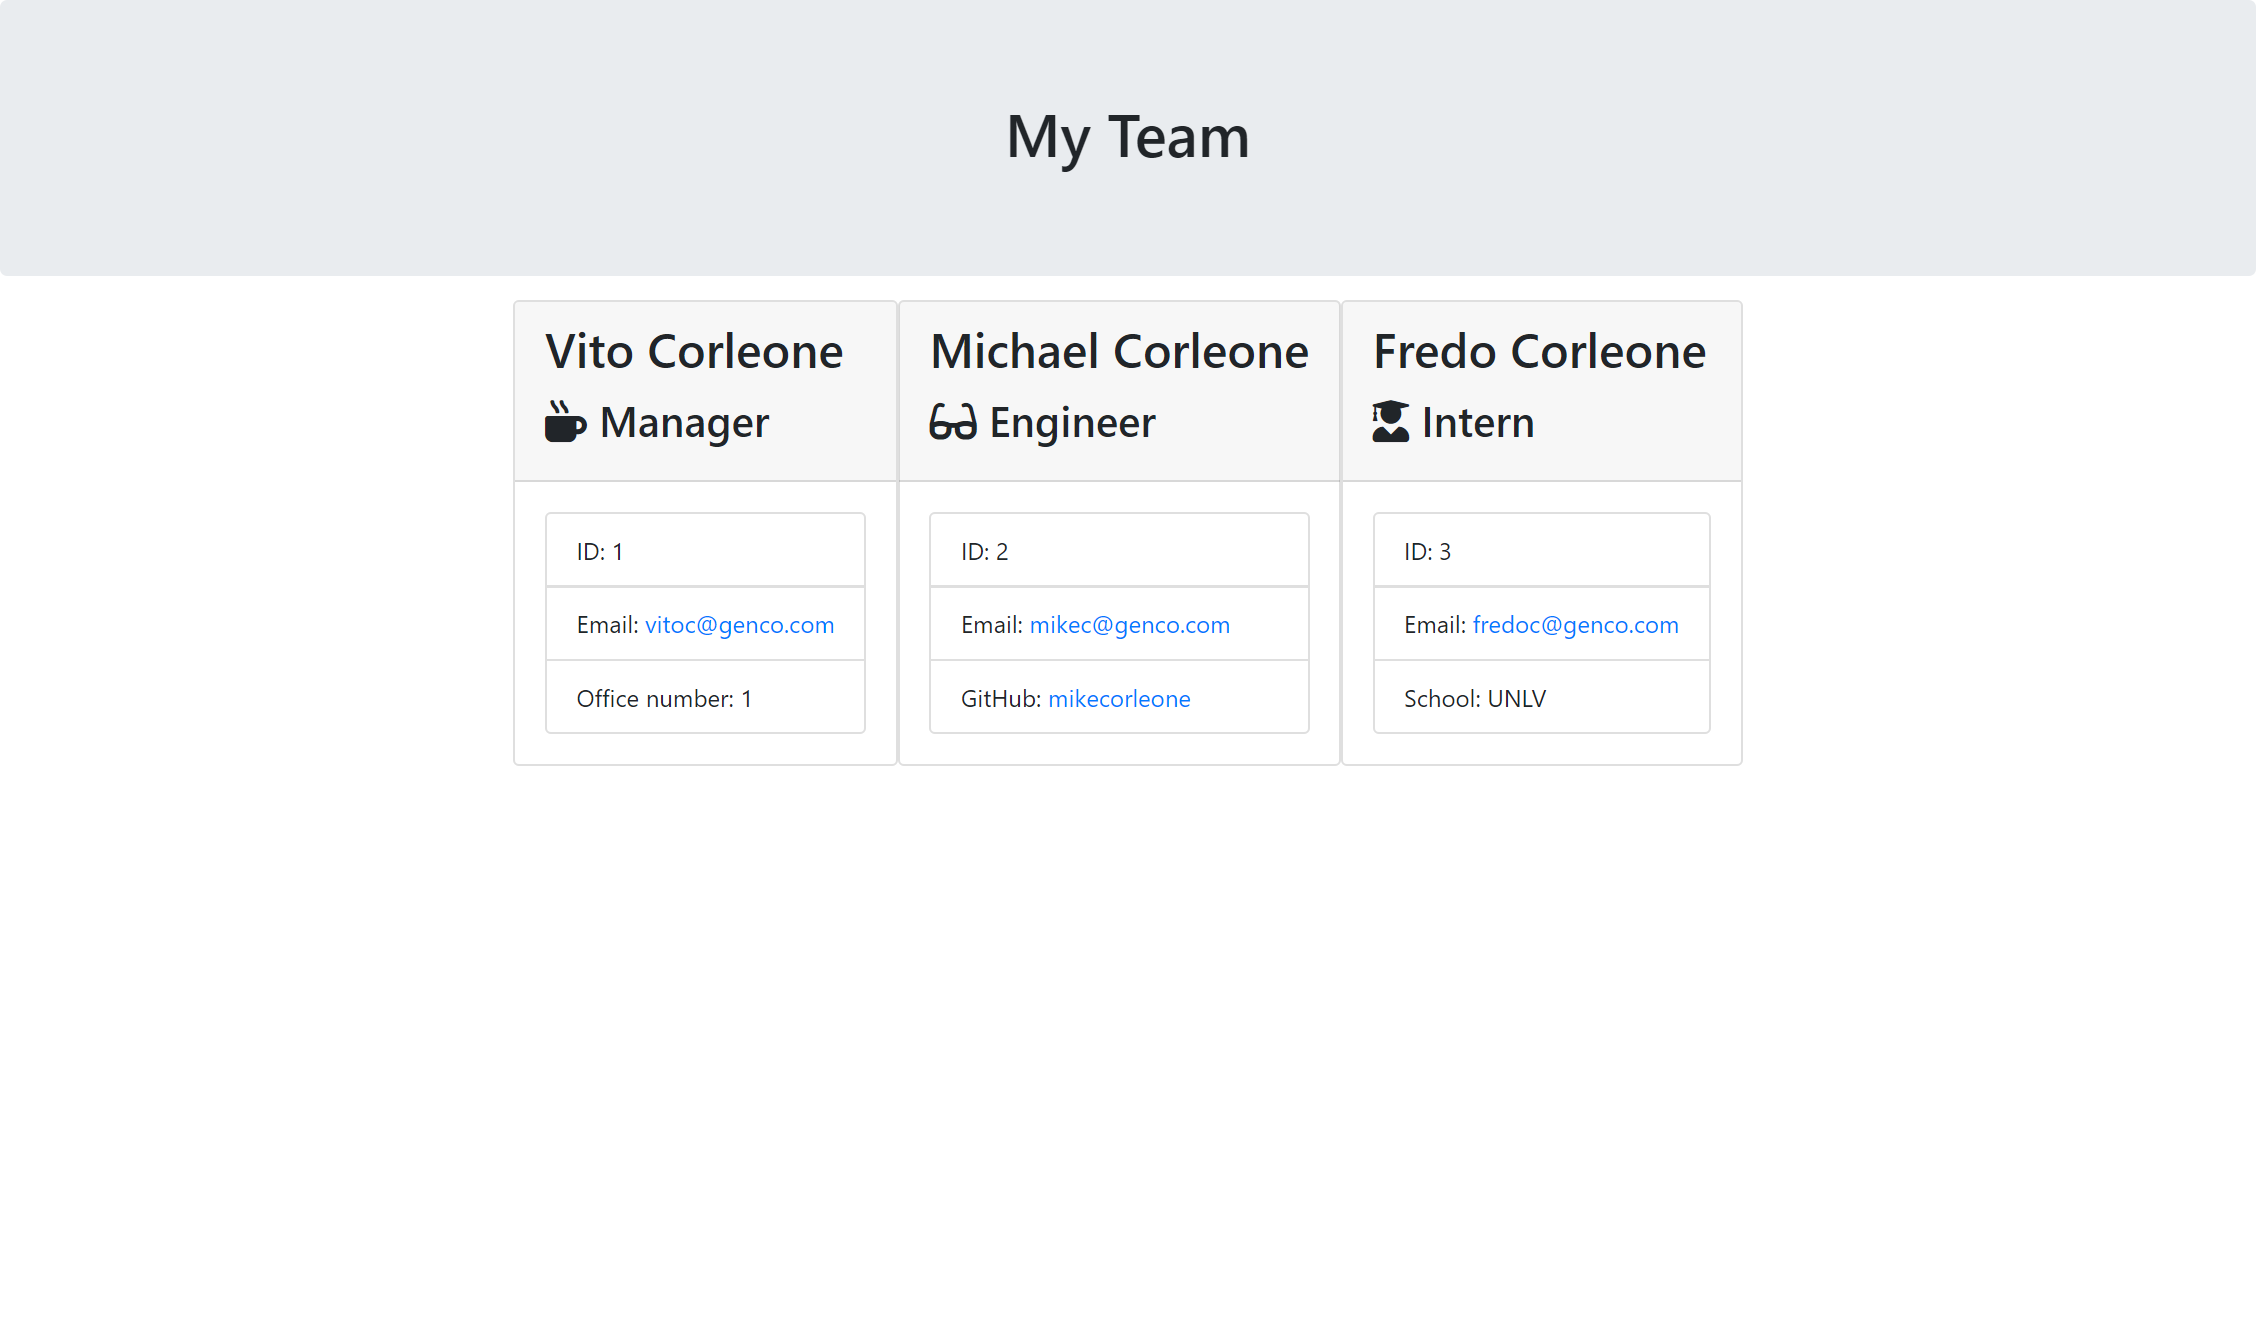 My Team
Vito Corleone
Manager
ID: 1
Email: vitoc@genco.com
Office number: 1
Michael Corleone
Engineer
ID: 2
Email: mikec@genco.com
GitHub: mikecorleone
Fredo Corleone
Intern
ID: 3
Email: fredoc@genco.com
School: UNLV